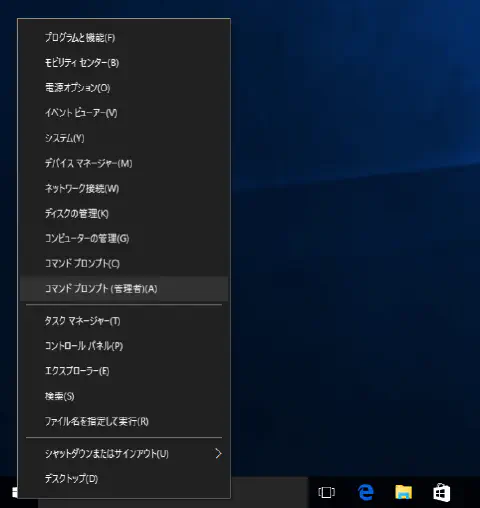 プログラムと機能(F)
モビリティ センター(B)
電源オプション(O)
イベント ビューアー(V)
システム(Y)
デバイス マネージャー(M)
ネットワーク接続(W)
ディスクの管理(K)
コンピューターの管理(G)
コマンド プロンプト(C)
コマンド プロンプト (管理者)(A)
タスク マネージャー(T)
コントロール パネル(P)
エクスプローラー(E)
検索(S)
ファイル名を指定して実行(R)
シャットダウンまたはサインアウト(U)
デスクトップ(D)